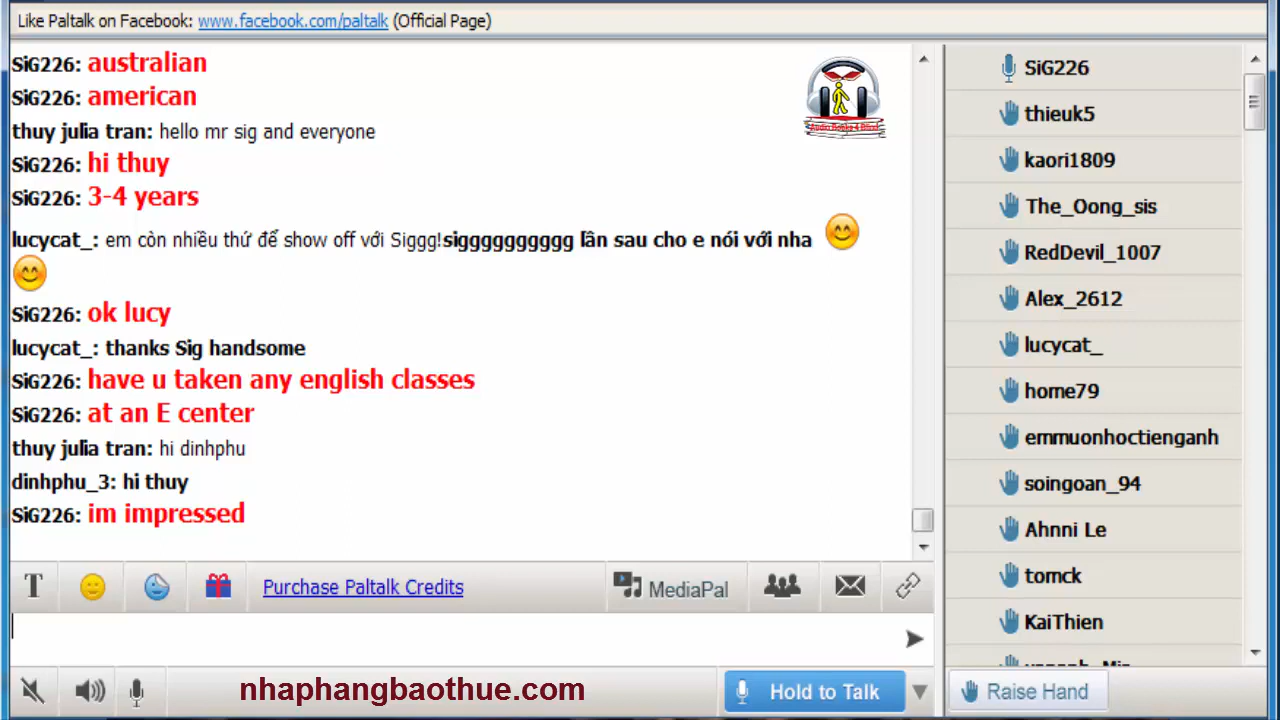 Like Paltalk on Facebook: www.facebook.com/paltalk (Official Page)
SiG226: australian
SiG226: american
thuy julia tran: hello mr sig and everyone
SiG226: hi thuy
SiG226: 3-4 years
lucycat_: em còn nhiều thứ để show off với Siggg!sigggggggggg lần sau cho e nói với nha
SiG226: ok lucy
lucycat_: thanks Sig handsome
SiG226: have u taken any english classes
SiG226: at an E center
thuy julia tran: hi dinhphu
dinhphu_3: hi thuy
SiG226: im impressed
T
Purchase Paltalk Credits
MediaPal
nhaphangbaothue.com
Hold to Talk
SiG226
thieuk5
kaori1809
The_Oong_sis
RedDevil_1007
Alex_2612
lucycat_
home79
emmuonhoctienganh
soingoan_94
Ahnni Le
tomck
KaiThien
Raise Hand